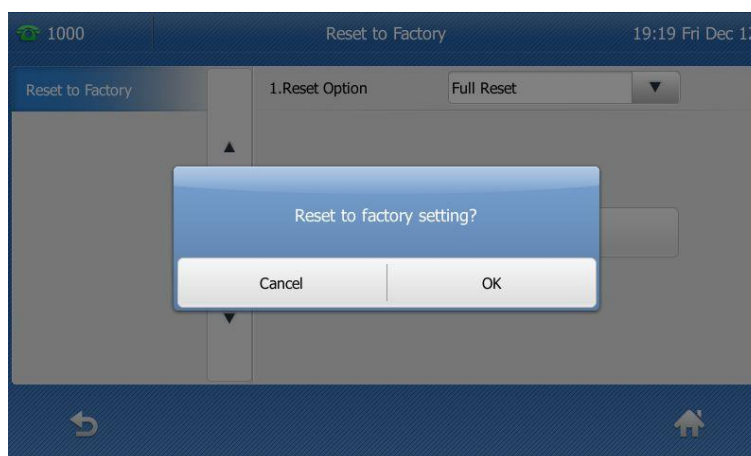 1000
Reset to Factory
19:19 Fri Dec 12
Reset to Factory
1.Reset Option
Full Reset
Reset to factory setting?
Cancel
OK